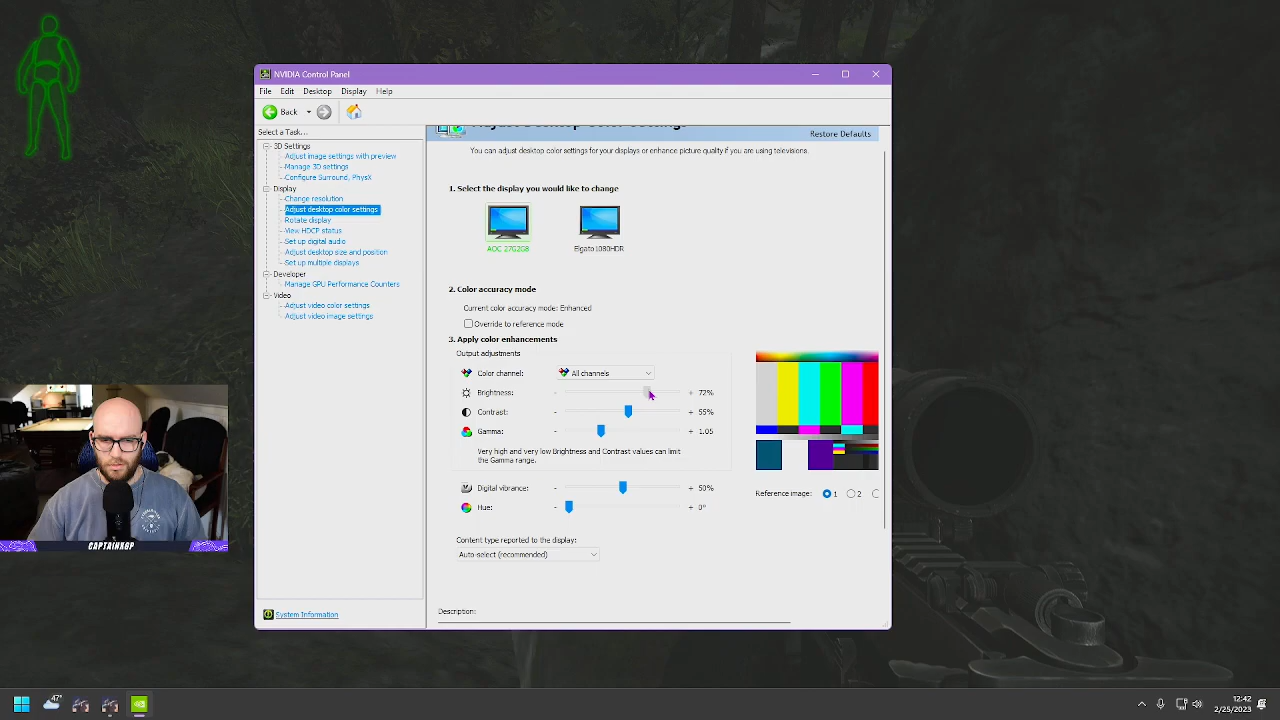 NVIDIA Control Panel
File Edit Desktop Display Help
Back
Select a Task...
3D Settings
Adjust image settings with preview
Manage 3D settings
Configure Surround, PhysX
Display
Change resolution
Adjust desktop color settings
Rotate display
View HDCP status
Set up digital audio
Adjust desktop size and position
Set up multiple displays
Developer
Manage GPU Performance Counters
Video
Adjust video color settings
Adjust video image settings
System Information
Adjust Desktop Color Settings
Restore Defaults
You can adjust desktop color settings for your displays or enhance picture quality if you are using televisions.
1. Select the display you would like to change
AOC 27G2G8 Elgato1080HDR
2. Color accuracy mode
Current color accuracy mode: Enhanced
Override to reference mode
3. Apply color enhancements
Output adjustments
Color channel: All channels
Brightness: - + 72%
Contrast: - + 55%
Gamma: - + 1.05
Very high and very low Brightness and Contrast values can limit
the Gamma range.
Digital vibrance: - + 50%
Hue: - + 0°
Reference image: 1 2
Content type reported to the display:
Auto-select (recommended)
Description:
CAPTAINKGP
47°
12:42
2/25/2023